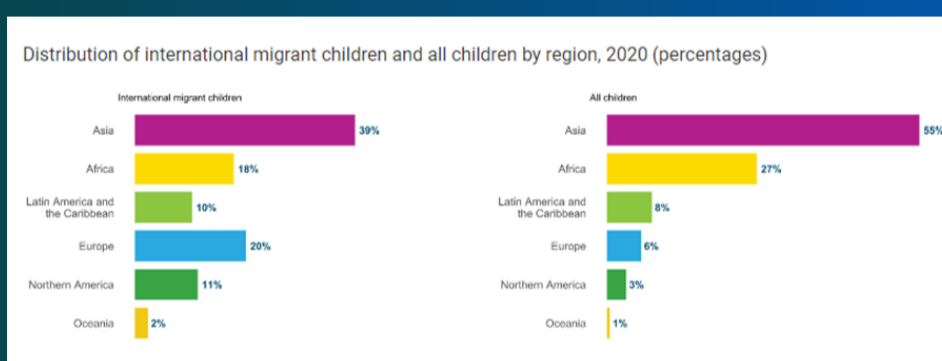 Distribution of international migrant children and all children by region, 2020 (percentages)
International migrant children
Asia
39%
Africa
18%
Latin America and
the Caribbean
10%
Europe
20%
Northern America
11%
Oceania
2%
All children
Asia
55%
Africa
27%
Latin America and
the Caribbean
8%
Europe
6%
Northern America
3%
Oceania
1%